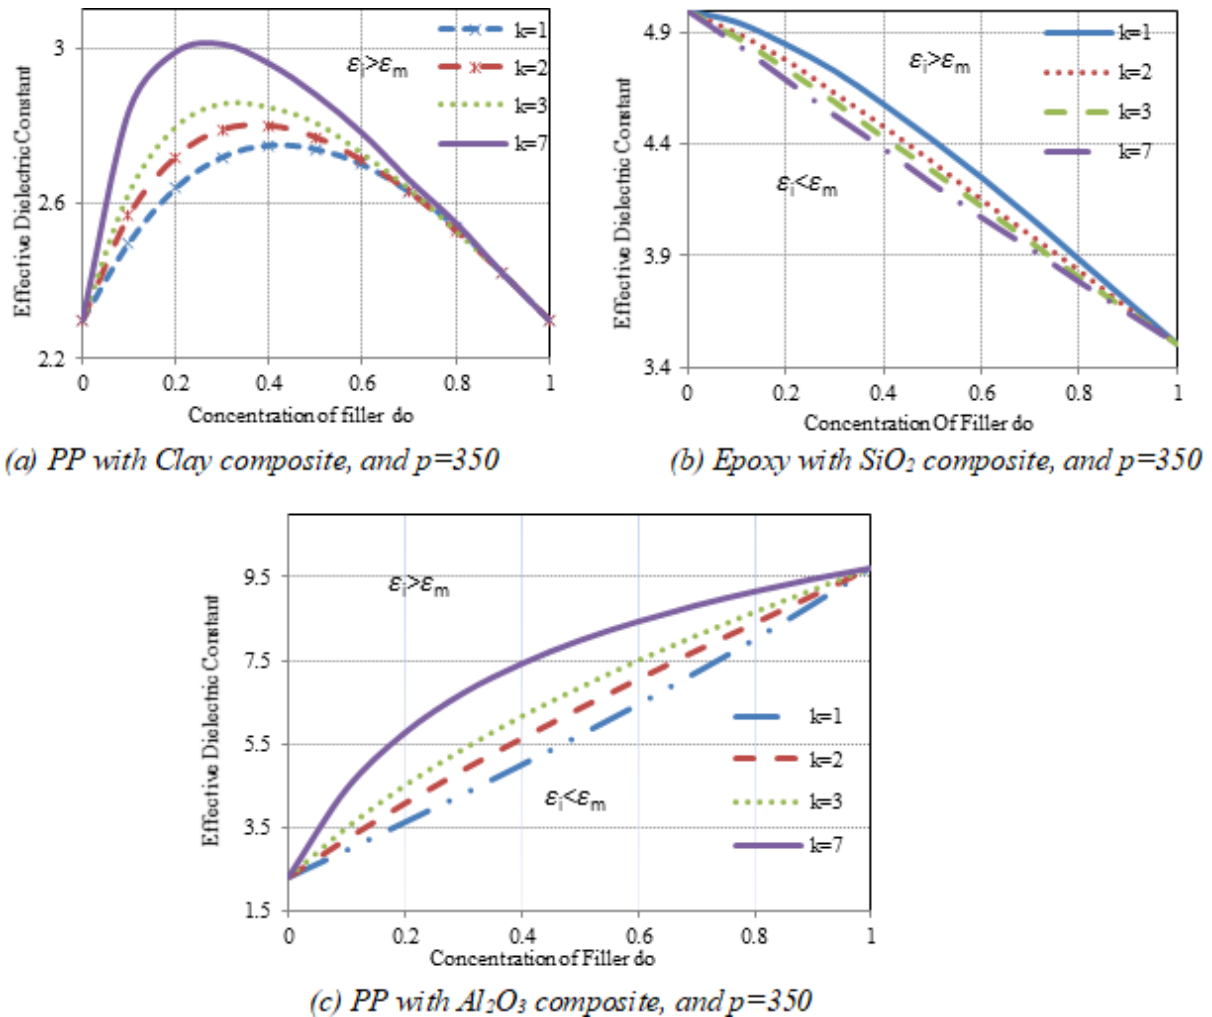 Effective Dielectric Constant
3
2.6
2.2
εi>εm
k=1
k=2
k=3
k=7
0 0.2 0.4 0.6 0.8 1
Concentration of filler do
(a) PP with Clay composite, and p=350
Effective Dielectric Constant
4.9
4.4
3.9
3.4
εi>εm
εi<εm
k=1
k=2
k=3
k=7
0 0.2 0.4 0.6 0.8 1
Concentration Of Filler do
(b) Epoxy with SiO2 composite, and p=350
Effective Dielectric Constant
9.5
7.5
5.5
3.5
1.5
εi>εm
εi<εm
k=1
k=2
k=3
k=7
0 0.2 0.4 0.6 0.8 1
Concentration of Filler do
(c) PP with Al2O3 composite, and p=350